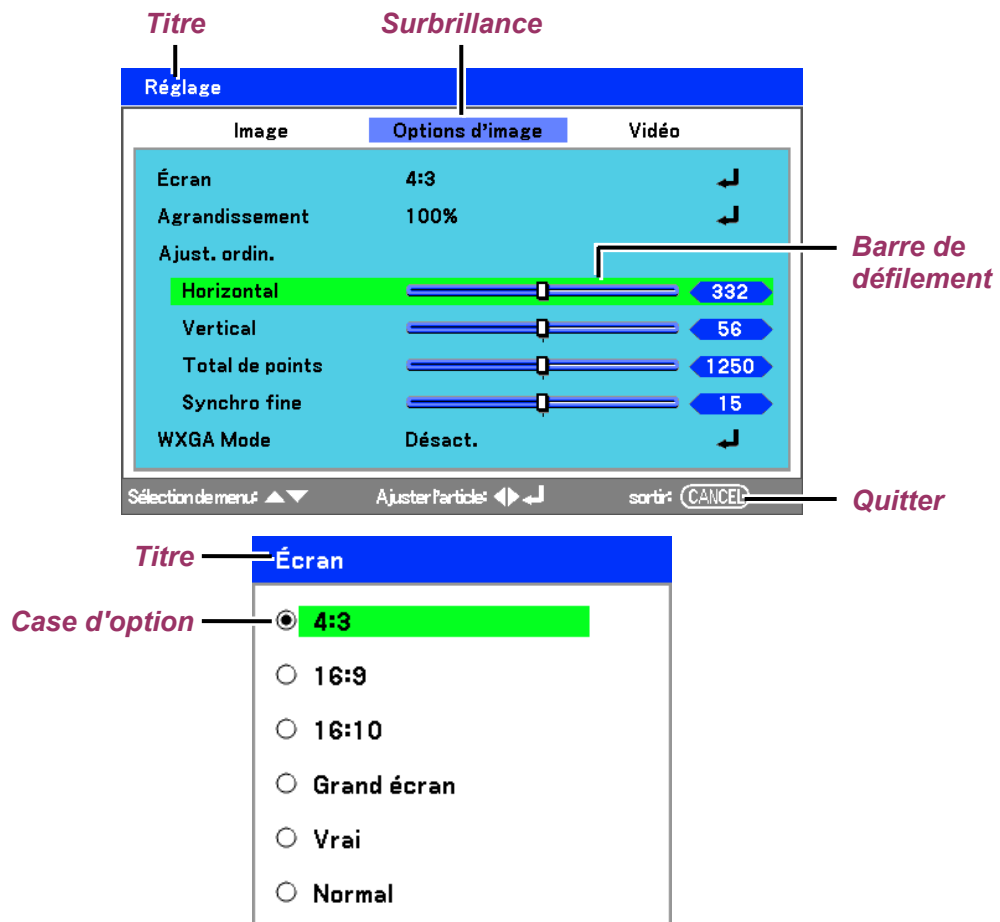 Titre Surbrillance
Réglage
Image Options d'image Vidéo
Écran 4:3
Agrandissement 100%
Ajust. ordin.
Barre de
défilement
Horizontal 332
Vertical 56
Total de points 1250
Synchro fine 15
WXGA Mode Désact.
Sélection de menu: Ajuster l'article: sortir: CANCEL
Quitter
Titre Écran
Case d'option 4:3
16:9
16:10
Grand écran
Vrai
Normal